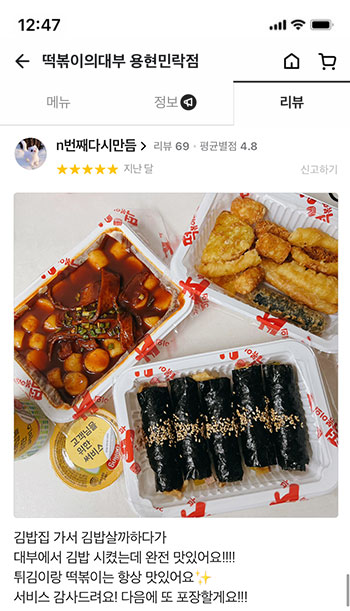 12:47
떡볶이의대부 용현민락점
메뉴
정보
리뷰
n번째다시만듬 > 리뷰 69 · 평균별점 4.8
★★★★★ 지난 달
신고하기
고객님을
위한
써비스
김밥집 가서 김밥살까하다가
대부에서 김밥 시켰는데 완전 맛있어요!!!!
튀김이랑 떡볶이는 항상 맛있어요✨
서비스 감사드려요! 다음에 또 포장할게요!!!